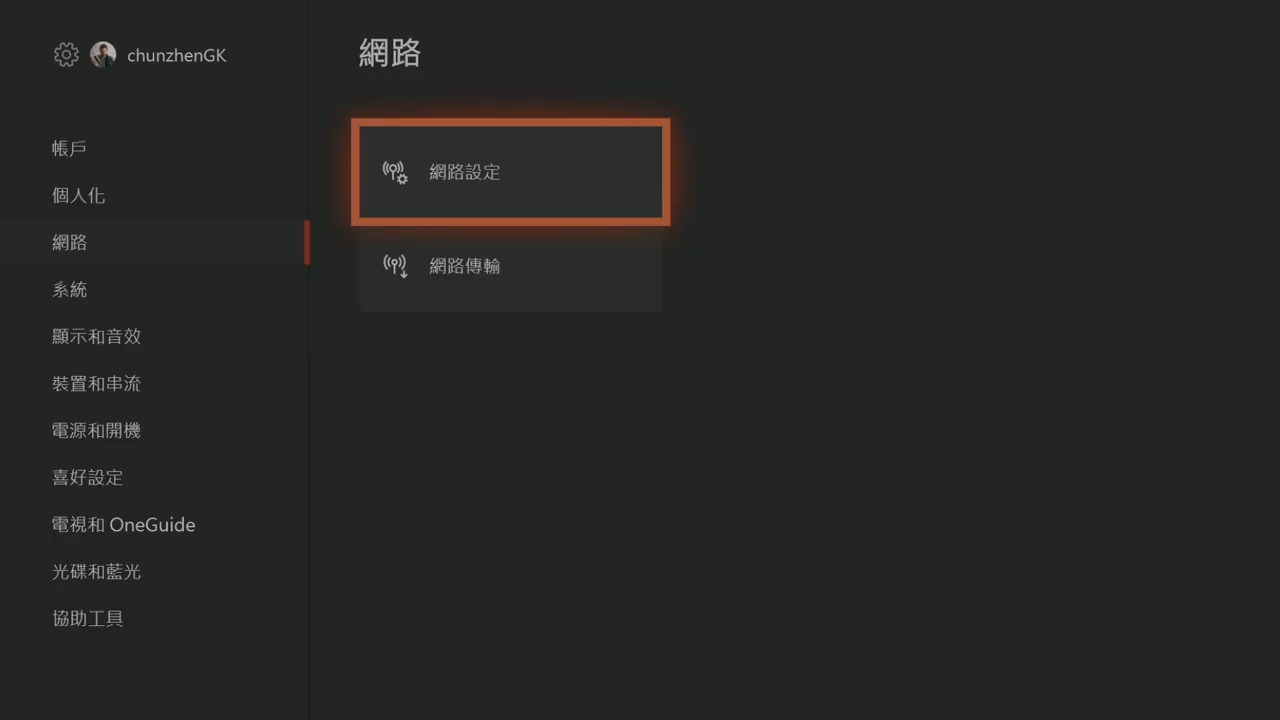 chunzhenGK
帳戶
個人化
網路
系統
顯示和音效
裝置和串流
電源和開機
喜好設定
電視和 OneGuide
光碟和藍光
協助工具
網路
網路設定
網路傳輸